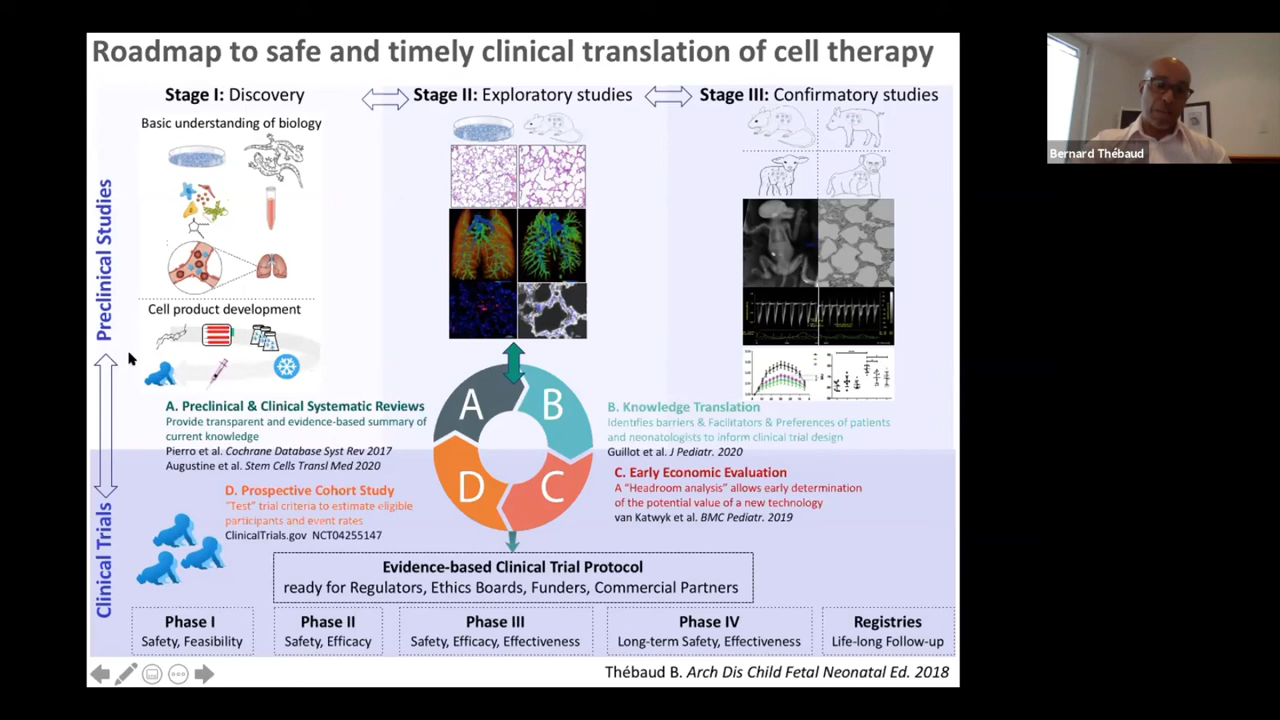 Roadmap to safe and timely clinical translation of cell therapy
Stage I: Discovery
Stage II: Exploratory studies
Stage III: Confirmatory studies
Basic understanding of biology
Cell product development
Preclinical Studies
Clinical Trials
A. Preclinical & Clinical Systematic Reviews
Provide transparent and evidence-based summary of
current knowledge
Pierro et al. Cochrane Database Syst Rev 2017
Augustine et al. Stem Cells Transl Med 2020
A
B
C
D
B. Knowledge Translation
Identifies barriers & Facilitators & Preferences of patients
and neonatologists to inform clinical trial design
Guillot et al. J Pediatr. 2020
C. Early Economic Evaluation
A “Headroom analysis” allows early determination
of the potential value of a new technology
van Katwyk et al. BMC Pediatr. 2019
D. Prospective Cohort Study
“Test” trial criteria to estimate eligible
participants and event rates
ClinicalTrials.gov NCT04255147
Evidence-based Clinical Trial Protocol
ready for Regulators, Ethics Boards, Funders, Commercial Partners
Phase I
Safety, Feasibility
Phase II
Safety, Efficacy
Phase III
Safety, Efficacy, Effectiveness
Phase IV
Long-term Safety, Effectiveness
Registries
Life-long Follow-up
Thébaud B. Arch Dis Child Fetal Neonatal Ed. 2018
Bernard Thébaud